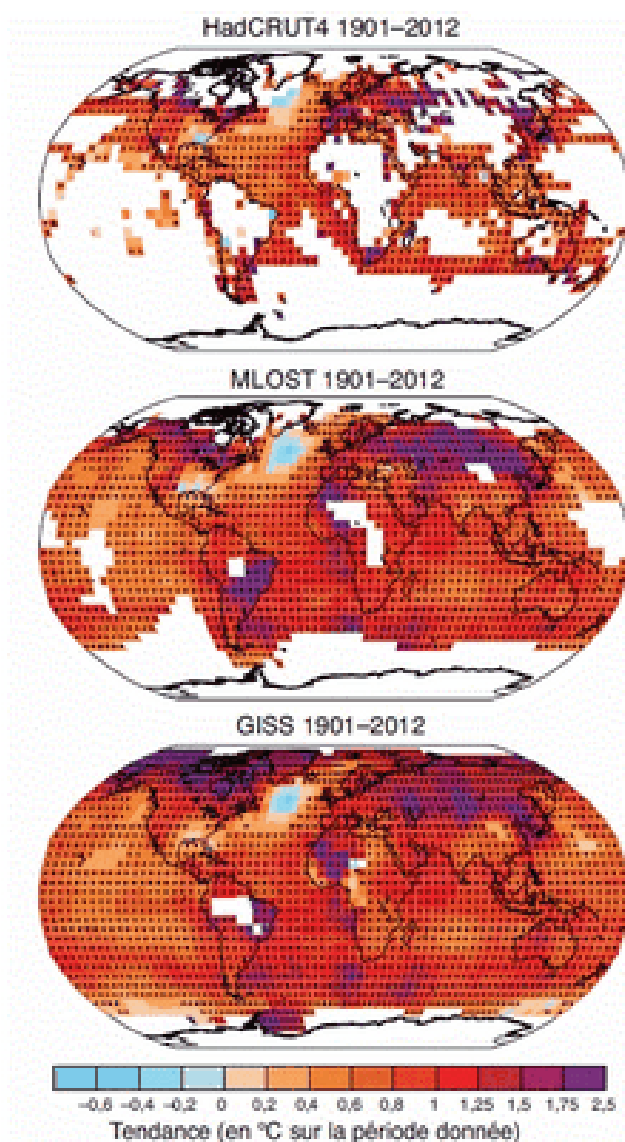 HadCRUT4 1901–2012
MLOST 1901–2012
GISS 1901–2012
–0,6 –0,4 –0,2 0 0,2 0,4 0,6 0,8 1 1,25 1,5 1,75 2,5
Tendance (en °C sur la période donnée)